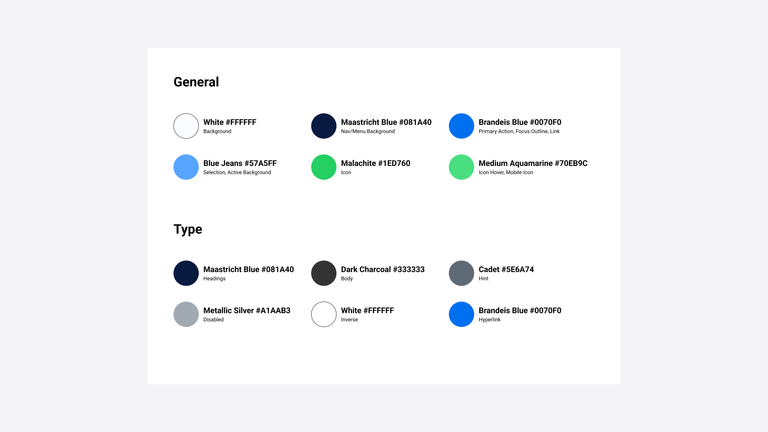 General
White #FFFFFF
Background
Maastricht Blue #081A40
Nav/Menu Background
Brandeis Blue #0070F0
Primary Action, Focus Outline, Link
Blue Jeans #57A5FF
Selection, Active Background
Malachite #1ED760
Icon
Medium Aquamarine #70EB9C
Icon Hover, Mobile Icon
Type
Maastricht Blue #081A40
Headings
Dark Charcoal #333333
Body
Cadet #5E6A74
Hint
Metallic Silver #A1AAB3
Disabled
White #FFFFFF
Inverse
Brandeis Blue #0070F0
Hyperlink